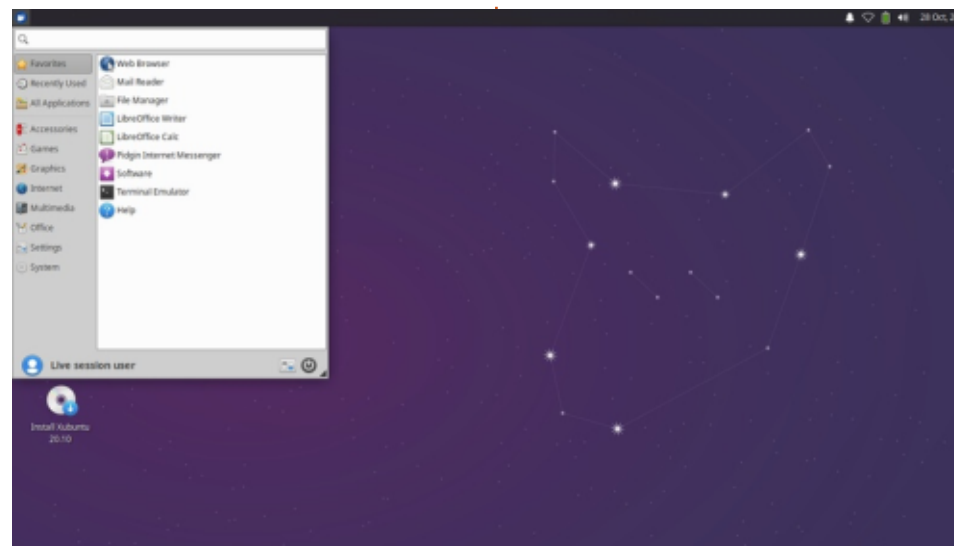 28 Oct, 2
Favorites
Recently Used
All Applications
Accessories
Games
Graphics
Internet
Multimedia
Office
Settings
System
Web Browser
Mail Reader
File Manager
LibreOffice Writer
LibreOffice Calc
Pidgin Internet Messenger
Software
Terminal Emulator
Help
Live session user
Install Xubuntu
20.10